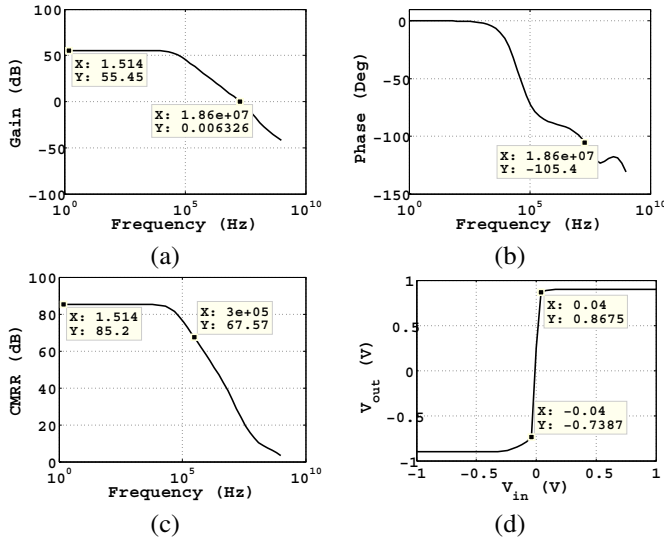 100
50
0
−50
−100
Gain (dB)
X: 1.514
Y: 55.45
X: 1.86e+07
Y: 0.006326
10^0
10^5
10^10
Frequency (Hz)
(a)
0
−50
−100
−150
Phase (Deg)
X: 1.86e+07
Y: −105.4
10^0
10^5
10^10
Frequency (Hz)
(b)
100
80
60
40
20
0
CMRR (dB)
X: 1.514
Y: 85.2
X: 3e+05
Y: 67.57
10^0
10^5
10^10
Frequency (Hz)
(c)
1
0.5
0
−0.5
−1
V_out (V)
X: 0.04
Y: 0.8675
X: −0.04
Y: −0.7387
−1
−0.5
0
0.5
1
V_in (V)
(d)